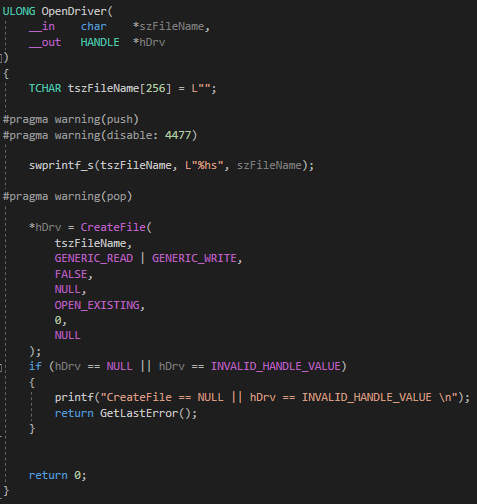 ULONG OpenDriver(
    __in    char    *szFileName,
    __out   HANDLE  *hDrv
)
{
    TCHAR tszFileName[256] = L"";
#pragma warning(push)
#pragma warning(disable: 4477)
    swprintf_s(tszFileName, L"%hs", szFileName);
#pragma warning(pop)
    *hDrv = CreateFile(
        tszFileName,
        GENERIC_READ | GENERIC_WRITE,
        FALSE,
        NULL,
        OPEN_EXISTING,
        0,
        NULL
    );
    if (hDrv == NULL || hDrv == INVALID_HANDLE_VALUE)
    {
        printf("CreateFile == NULL || hDrv == INVALID_HANDLE_VALUE \n");
        return GetLastError();
    }
    return 0;
}